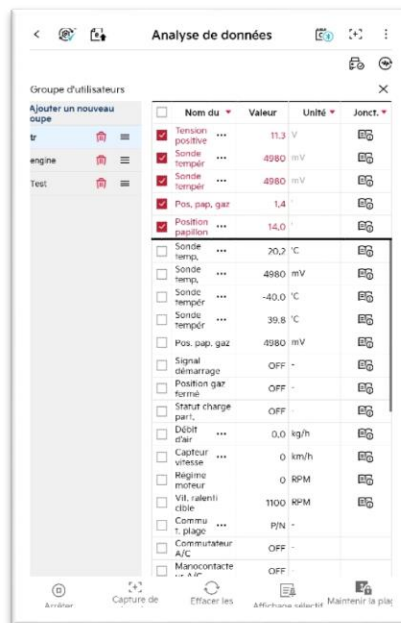 Analyse de données
Groupe d'utilisateurs
Ajouter un nouveau
oupe
tr
engine
Test
Nom du Valeur Unité Jonct.
Tension
positive ... 11,3 V
Sonde
tempér ... 4980 mV
Sonde
tempér ... 4980 mV
Pos, pap, gaz 1,4 °
Position
papillon ... 14,0 °
Sonde
temp, ... 20,2 °C
Sonde
temp, ... 4980 mV
Sonde
tempér ... -40,0 °C
Sonde
tempér ... 39,8 °C
Pos. pap. gaz 4980 mV
Signal
démarrage OFF -
Position gaz
fermé OFF -
Statut charge
part, OFF -
Débit
d'air ... 0,0 kg/h
Capteur
vitesse ... 0 km/h
Régime
moteur 0 RPM
Vil. ralenti
cible 1100 RPM
Commu
t. plage ... P/N -
Commutateur
A/C OFF -
Manocontacte
ur A/C OFF -
Arrêter
Capture de
Effacer les
Affichage sélectif
Maintenir la plag